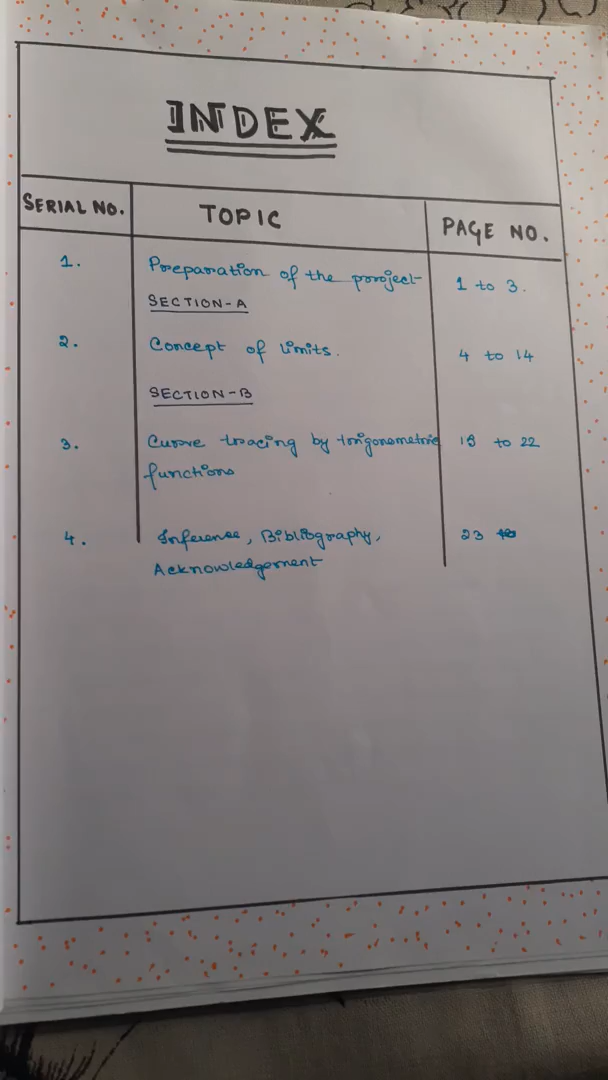 INDEX
SERIAL NO. TOPIC PAGE NO.
1. Preparation of the project 1 to 3.
SECTION-A
2. Concept of limits. 4 to 14
SECTION-B
3. Curve tracing by trigonometric to 22
functions
4. Inference, Bibliography, 23
Acknowledgement